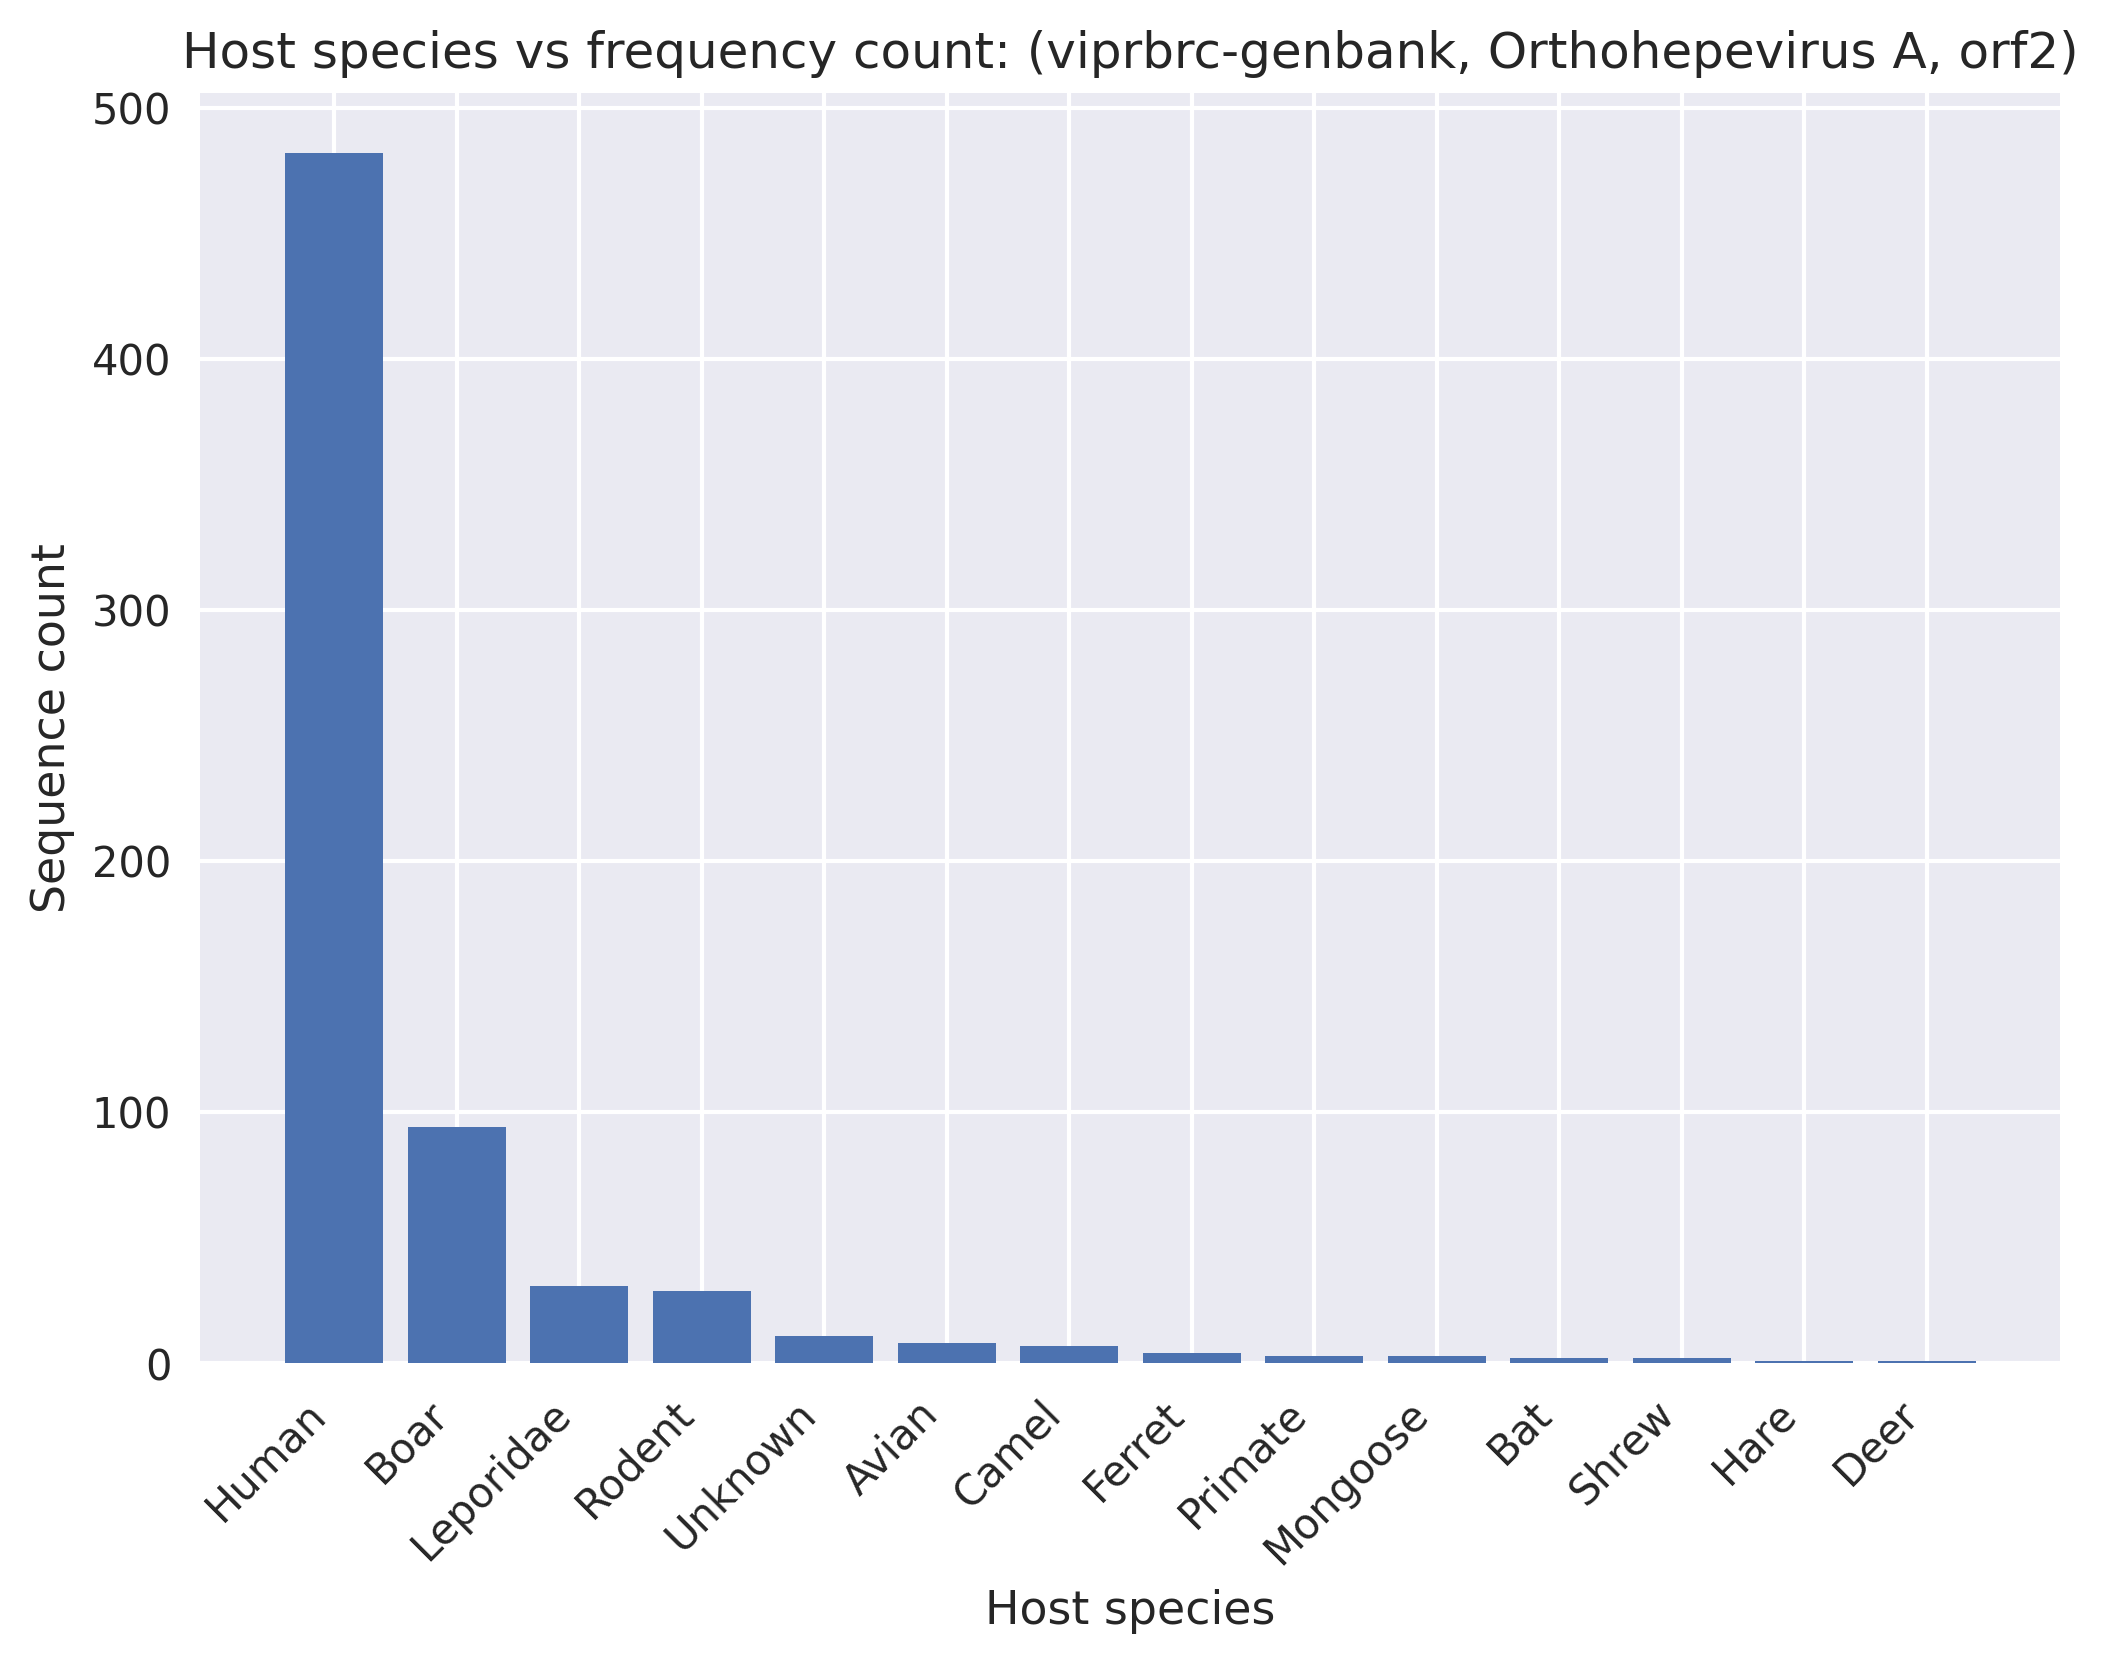 Host species vs frequency count: (viprbrc-genbank, Orthohepevirus A, orf2)
Sequence count
500
400
300
200
100
0
Human
Boar
Leporidae
Rodent
Unknown
Avian
Camel
Ferret
Primate
Mongoose
Bat
Shrew
Hare
Deer
Host species